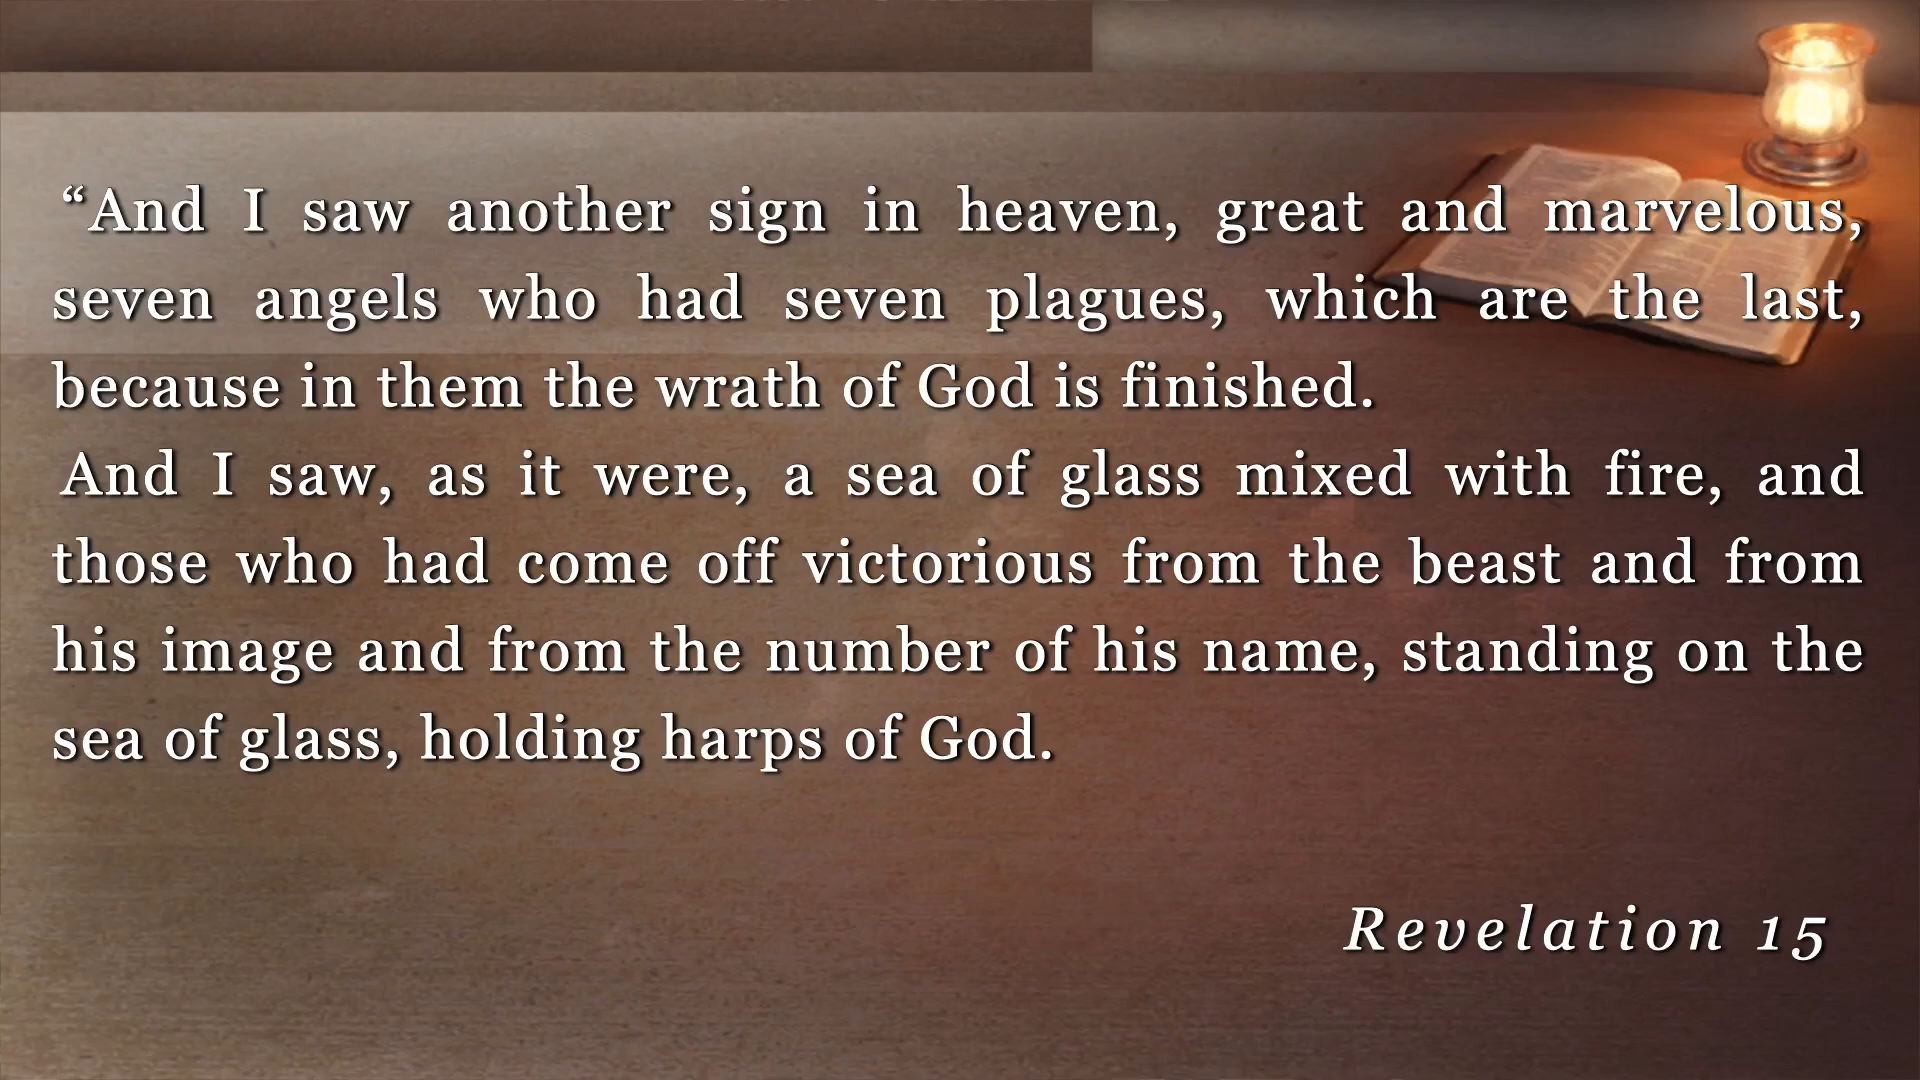 “And I saw another sign in heaven, great and marvelous,
seven angels who had seven plagues, which are the last,
because in them the wrath of God is finished.
And I saw, as it were, a sea of glass mixed with fire, and
those who had come off victorious from the beast and from
his image and from the number of his name, standing on the
sea of glass, holding harps of God.
Revelation 15